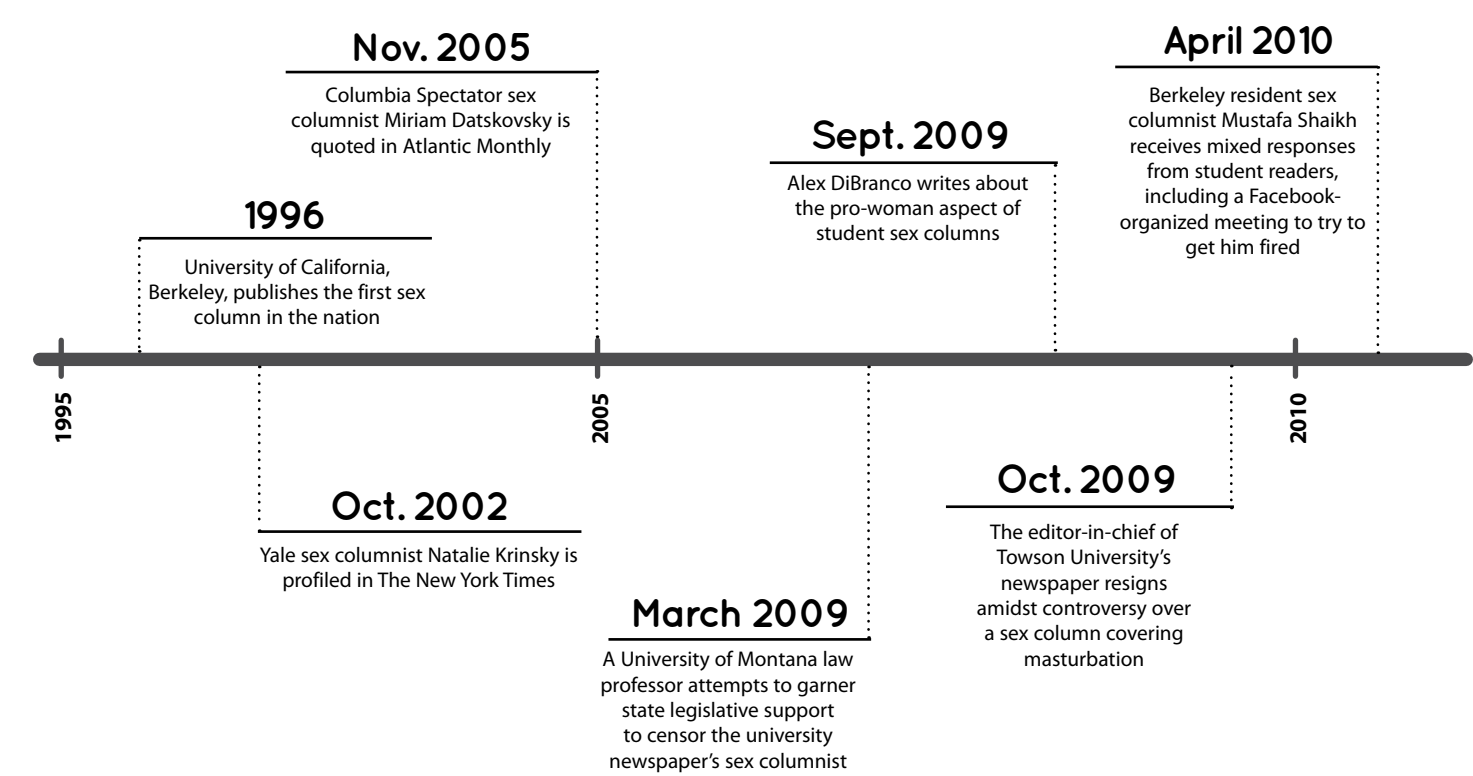 Nov. 2005
Columbia Spectator sex
columnist Miriam Datskovsky is
quoted in Atlantic Monthly
April 2010
Berkeley resident sex
columnist Mustafa Shaikh
receives mixed responses
from student readers,
including a Facebook-
organized meeting to try to
get him fired
Sept. 2009
Alex DiBranco writes about
the pro-woman aspect of
student sex columns
1996
University of California,
Berkeley, publishes the first sex
column in the nation
1995
2005
2010
Oct. 2002
Yale sex columnist Natalie Krinsky is
profiled in The New York Times
March 2009
A University of Montana law
professor attempts to garner
state legislative support
to censor the university
newspaper's sex columnist
Oct. 2009
The editor-in-chief of
Towson University's
newspaper resigns
amidst controversy over
a sex column covering
masturbation